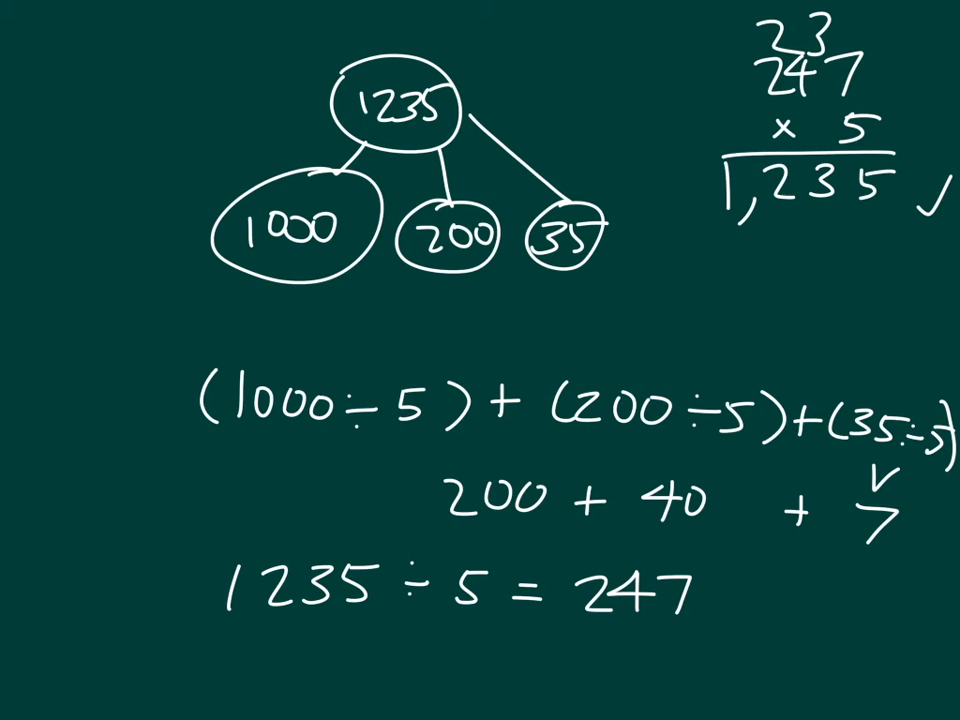 1235
1000 200 35
23
247
× 5
1,235 ✓
(1000 ÷ 5) + (200 ÷ 5) + (35 ÷ 5)
200 + 40 + 7
1235 ÷ 5 = 247